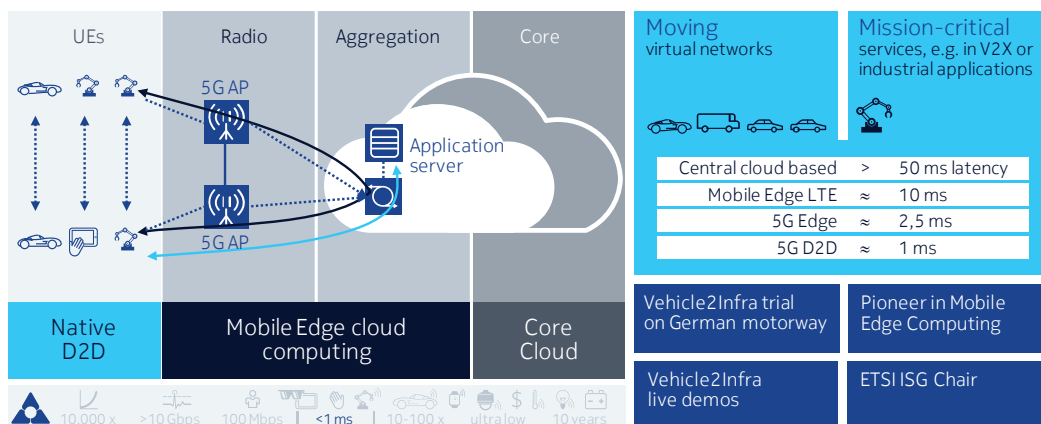 UEs
Radio
Aggregation
Core
5G AP
Application
server
5G AP
Native
D2D
Mobile Edge cloud
computing
Core
Cloud
10.000 x
>10 Gbps
100 Mbps
<1 ms
10-100 x
ultra low
10 years
$
Moving
virtual networks
Mission-critical
services, e.g. in V2X or
industrial applications
Central cloud based > 50 ms latency
Mobile Edge LTE ≈ 10 ms
5G Edge ≈ 2,5 ms
5G D2D ≈ 1 ms
Vehicle2Infra trial
on German motorway
Pioneer in Mobile
Edge Computing
Vehicle2Infra
live demos
ETSI ISG Chair